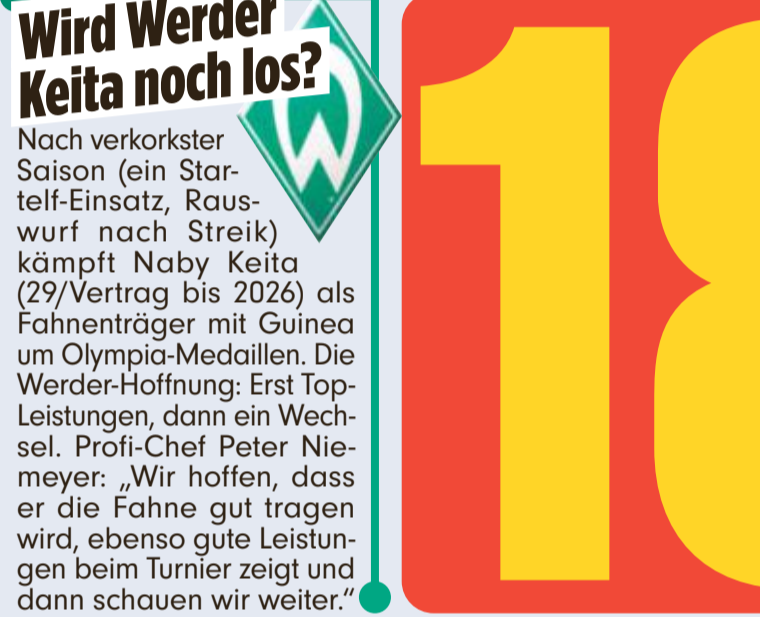 Wird Werder
Keita noch los?
W
Nach verkorkster
Saison (ein Star-
telf-Einsatz, Raus-
wurf nach Streik)
kämpft Naby Keita
(29/Vertrag bis 2026) als
Fahnenträger mit Guinea
um Olympia-Medaillen. Die
Werder-Hoffnung: Erst Top-
Leistungen, dann ein Wech-
sel. Profi-Chef Peter Nie-
meyer: „Wir hoffen, dass
er die Fahne gut tragen
wird, ebenso gute Leistun-
gen beim Turnier zeigt und
dann schauen wir weiter.“
18